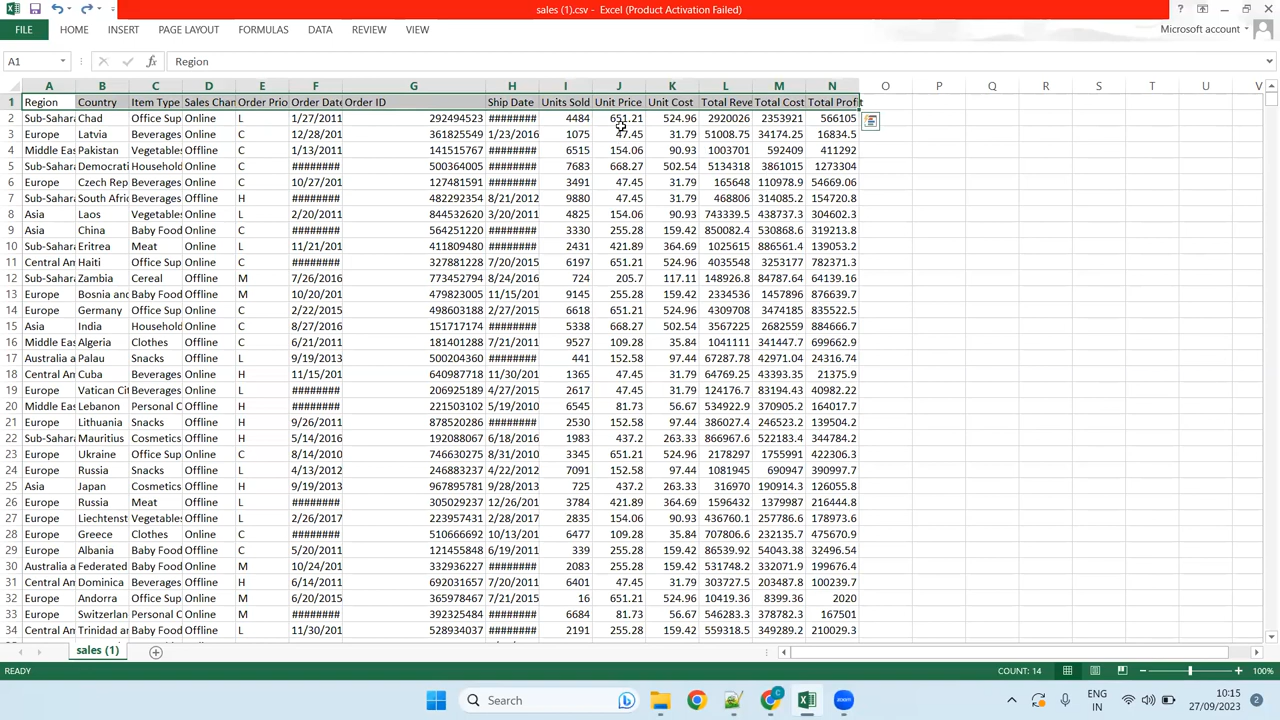 sales (1).csv - Excel (Product Activation Failed)
FILE HOME INSERT PAGE LAYOUT FORMULAS DATA REVIEW VIEW Microsoft account
A1 Region
A B C D E F G H I J K L M N O P Q R S T U V
1 Region Country Item Type Sales Chan Order Prio Order Date Order ID Ship Date Units Sold Unit Price Unit Cost Total Reve Total Cost Total Profit
2 Sub-Sahar Chad Office Sup Online L 1/27/2011 292494523 ######## 4484 651.21 524.96 2920026 2353921 566105
3 Europe Latvia Beverages Online C 12/28/201 361825549 1/23/2016 1075 47.45 31.79 51008.75 34174.25 16834.5
4 Middle Eas Pakistan Vegetables Offline C 1/13/2011 141515767 ######## 6515 154.06 90.93 1003701 592409 411292
5 Sub-Sahar Democrati Household Online C ######## 500364005 ######## 7683 668.27 502.54 5134318 3861015 1273304
6 Europe Czech Rep Beverages Online C 10/27/201 127481591 ######## 3491 47.45 31.79 165648 110978.9 54669.06
7 Sub-Sahar South Afric Beverages Offline H ######## 482292354 8/21/2012 9880 47.45 31.79 468806 314085.2 154720.8
8 Asia Laos Vegetables Online L 2/20/2011 844532620 3/20/2011 4825 154.06 90.93 743339.5 438737.3 304602.3
9 Asia China Baby Food Online C ######## 564251220 ######## 3330 255.28 159.42 850082.4 530868.6 319213.8
10 Sub-Sahar Eritrea Meat Online L 11/21/201 411809480 ######## 2431 421.89 364.69 1025615 886561.4 139053.2
11 Central Am Haiti Office Sup Online C ######## 327881228 7/20/2015 6197 651.21 524.96 4035548 3253177 782371.3
12 Sub-Sahar Zambia Cereal Offline M 7/26/2016 773452794 8/24/2016 724 205.7 117.11 148926.8 84787.64 64139.16
13 Europe Bosnia and Baby Food Offline M 10/20/201 479823005 11/15/201 9145 255.28 159.42 2334536 1457896 876639.7
14 Europe Germany Office Sup Online C 2/22/2015 498603188 2/27/2015 6618 651.21 524.96 4309708 3474185 835522.5
15 Asia India Household Online C 8/27/2016 151717174 ######## 5338 668.27 502.54 3567225 2682559 884666.7
16 Middle Eas Algeria Clothes Offline C 6/21/2011 181401288 7/21/2011 9527 109.28 35.84 1041111 341447.7 699662.9
17 Australia a Palau Snacks Offline L 9/19/2013 500204360 ######## 441 152.58 97.44 67287.78 42971.04 24316.74
18 Central Am Cuba Beverages Online H 11/15/201 640987718 11/30/201 1365 47.45 31.79 64769.25 43393.35 21375.9
19 Europe Vatican Cit Beverages Online L ######## 206925189 4/27/2015 2617 47.45 31.79 124176.7 83194.43 40982.22
20 Middle Eas Lebanon Personal C Offline H ######## 221503102 5/19/2010 6545 81.73 56.67 534922.9 370905.2 164017.7
21 Europe Lithuania Snacks Offline H 9/26/2011 878520286 ######## 2530 152.58 97.44 386027.4 246523.2 139504.2
22 Sub-Sahar Mauritius Cosmetics Offline H 5/14/2016 192088067 6/18/2016 1983 437.2 263.33 866967.6 522183.4 344784.2
23 Europe Ukraine Office Sup Online C 8/14/2010 746630275 8/31/2010 3345 651.21 524.96 2178297 1755991 422306.3
24 Europe Russia Snacks Offline L 4/13/2012 246883237 4/22/2012 7091 152.58 97.44 1081945 690947 390997.7
25 Asia Japan Cosmetics Offline H 9/19/2013 967895781 9/28/2013 725 437.2 263.33 316970 190914.3 126055.8
26 Europe Russia Meat Offline L ######## 305029237 12/26/201 3784 421.89 364.69 1596432 1379987 216444.8
27 Europe Liechtenst Vegetables Offline L 2/26/2017 223957431 2/28/2017 2835 154.06 90.93 436760.1 257786.6 178973.6
28 Europe Greece Clothes Online C ######## 510666692 10/13/201 6477 109.28 35.84 707806.6 232135.7 475670.9
29 Europe Albania Baby Food Online C 5/20/2011 121455848 6/19/2011 339 255.28 159.42 86539.92 54043.38 32496.54
30 Australia a Federated Baby Food Online M 10/24/201 332936227 ######## 2083 255.28 159.42 531748.2 332071.9 199676.4
31 Central Am Dominica Beverages Offline H 6/14/2011 692031657 7/20/2011 6401 47.45 31.79 303727.5 203487.8 100239.7
32 Europe Andorra Office Sup Online M 6/20/2015 365978467 7/21/2015 16 651.21 524.96 10419.36 8399.36 2020
33 Europe Switzerlan Personal C Online M ######## 392325484 ######## 6684 81.73 56.67 546283.3 378782.3 167501
34 Central Am Trinidad an Baby Food Offline L 11/30/201 528934037 ######## 2191 255.28 159.42 559318.5 349289.2 210029.3
sales (1)
READY COUNT: 14 100%
Search ENG IN 10:15 27/09/2023 2